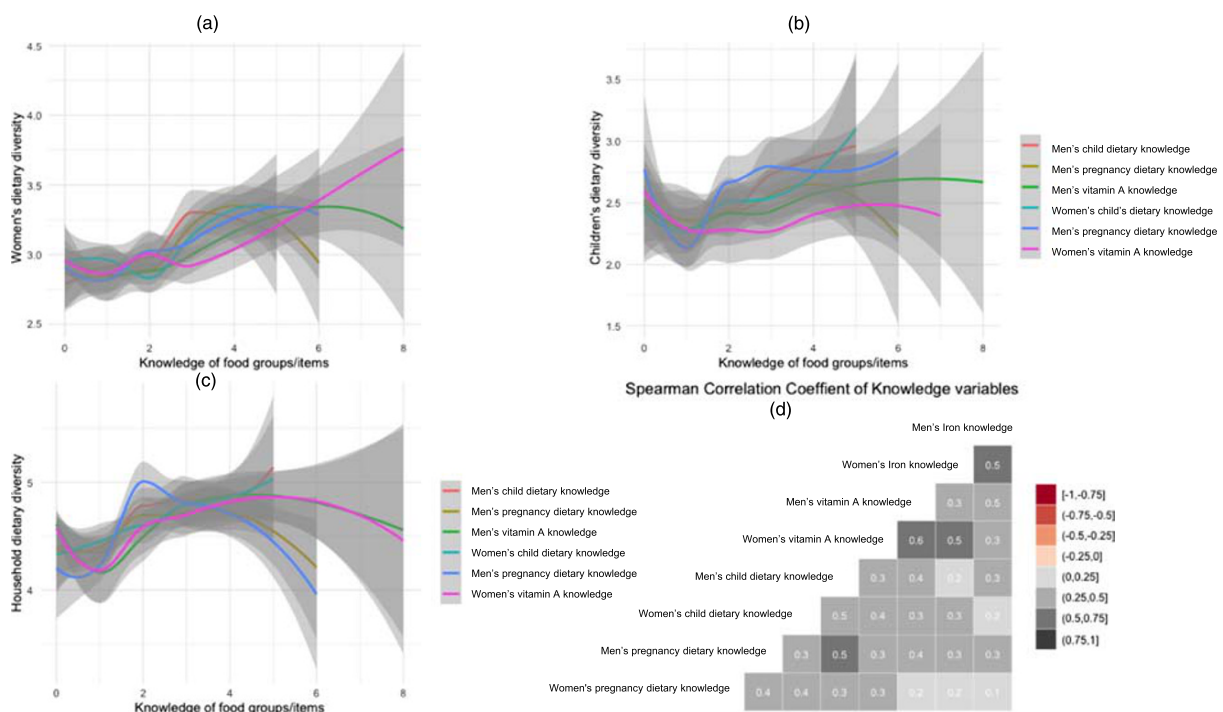 (a)
4.5
4.0
3.5
3.0
2.5
Women's dietary diversity
0 2 4 6 8
Knowledge of food groups/items
(b)
3.5
3.0
2.5
2.0
1.5
Children's dietary diversity
0 2 4 6 8
Knowledge of food groups/items
Men's child dietary knowledge
Men's pregnancy dietary knowledge
Men's vitamin A knowledge
Women's child's dietary knowledge
Men's pregnancy dietary knowledge
Women's vitamin A knowledge
(c)
5
4
Household dietary diversity
0 2 4 6 8
Knowledge of food groups/items
Men's child dietary knowledge
Men's pregnancy dietary knowledge
Men's vitamin A knowledge
Women's child dietary knowledge
Men's pregnancy dietary knowledge
Women's vitamin A knowledge
Spearman Correlation Coeffient of Knowledge variables
(d)
Men's Iron knowledge
Women's Iron knowledge 0.5
Men's vitamin A knowledge 0.3 0.5
Women's vitamin A knowledge 0.6 0.5 0.3
Men's child dietary knowledge 0.3 0.4 0.2 0.3
Women's child dietary knowledge 0.5 0.4 0.3 0.3 0.2
Men's pregnancy dietary knowledge 0.3 0.5 0.3 0.4 0.3 0.3
Women's pregnancy dietary knowledge 0.4 0.4 0.3 0.3 0.2 0.2 0.1
[-1,-0.75]
(-0.75,-0.5]
(-0.5,-0.25]
(-0.25,0]
(0,0.25]
(0.25,0.5]
(0.5,0.75]
(0.75,1]